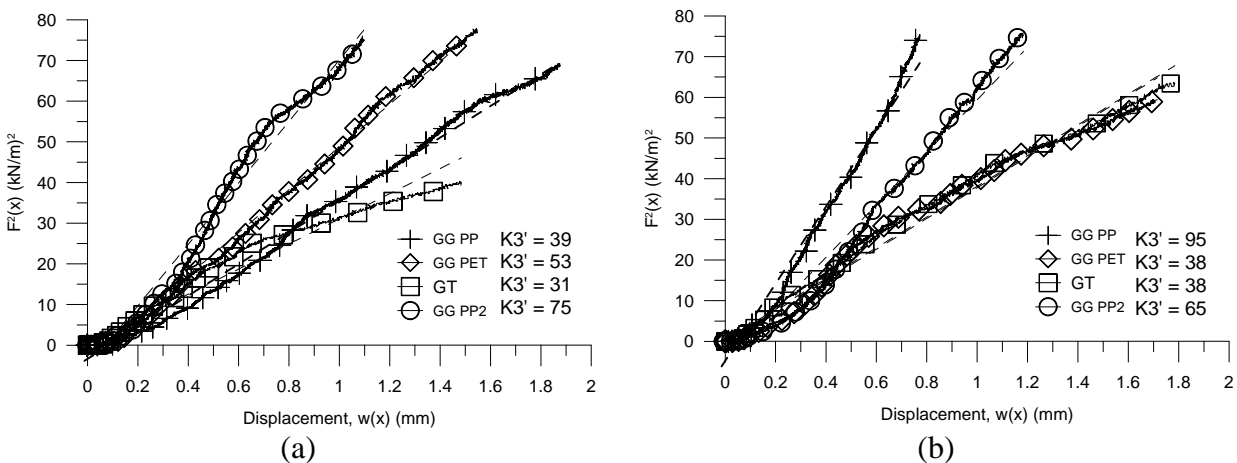 80
70
60
50
40
30
20
10
0
F²(x) (kN/m)²
GG PP K3' = 39
GG PET K3' = 53
GT K3' = 31
GG PP2 K3' = 75
0 0.2 0.4 0.6 0.8 1 1.2 1.4 1.6 1.8 2
Displacement, w(x) (mm)
(a)
80
70
60
50
40
30
20
10
0
F²(x) (kN/m)²
GG PP K3' = 95
GG PET K3' = 38
GT K3' = 38
GG PP2 K3' = 65
0 0.2 0.4 0.6 0.8 1 1.2 1.4 1.6 1.8 2
Displacement, w(x) (mm)
(b)